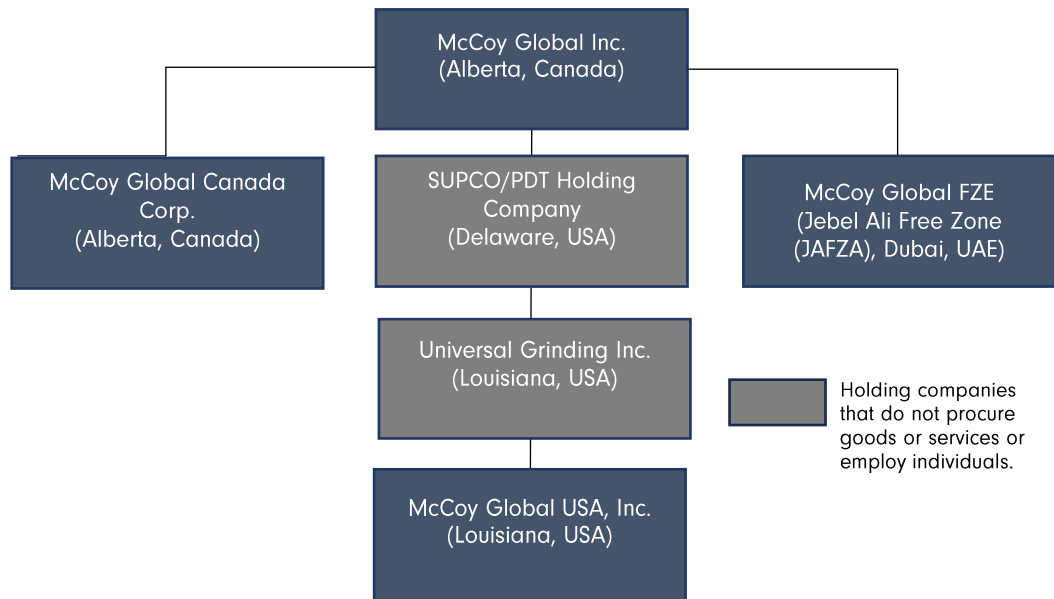 McCoy Global Inc.
(Alberta, Canada)
McCoy Global Canada
Corp.
(Alberta, Canada)
SUPCO/PDT Holding
Company
(Delaware, USA)
McCoy Global FZE
(Jebel Ali Free Zone
(JAFZA), Dubai, UAE)
Universal Grinding Inc.
(Louisiana, USA)
Holding companies
that do not procure
goods or services or
employ individuals.
McCoy Global USA, Inc.
(Louisiana, USA)